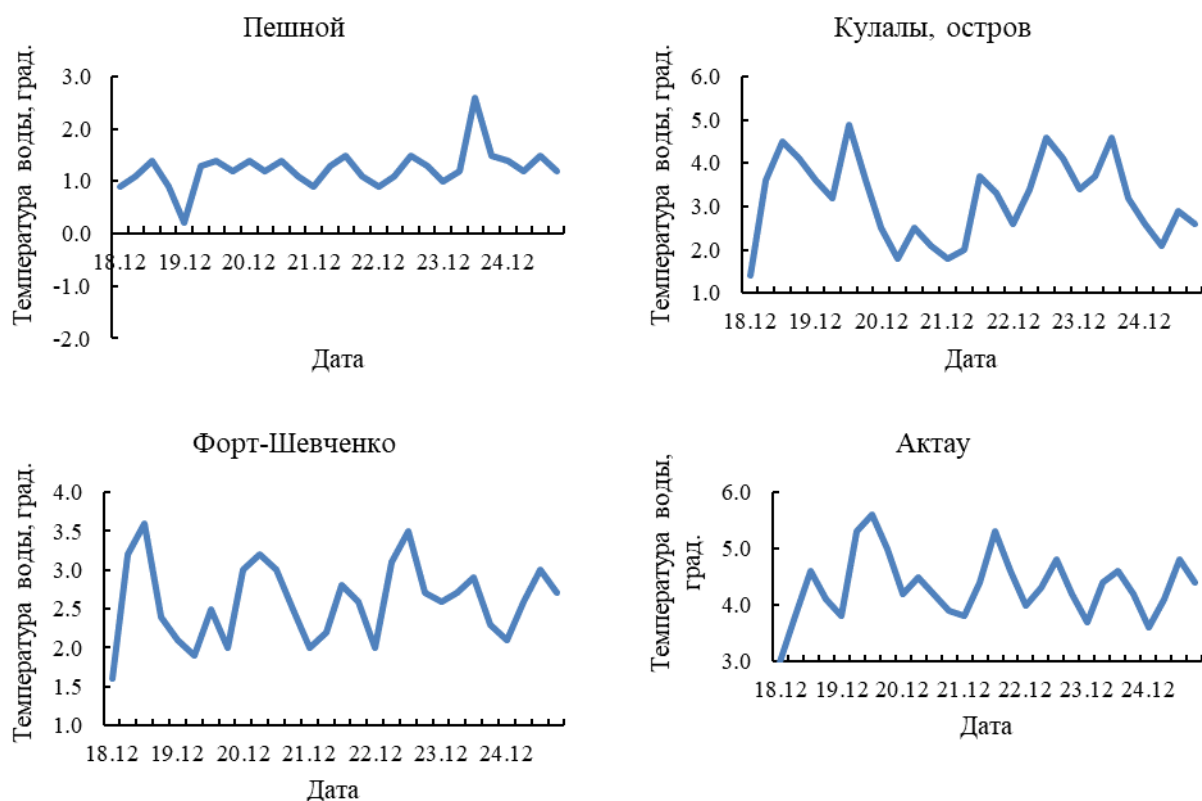 Пешной
Температура воды, град.
3.0
2.0
1.0
0.0
-1.0
-2.0
18.12 19.12 20.12 21.12 22.12 23.12 24.12
Дата
Кулалы, остров
Температура воды, град.
6.0
5.0
4.0
3.0
2.0
1.0
18.12 19.12 20.12 21.12 22.12 23.12 24.12
Дата
Форт-Шевченко
Температура воды, град.
4.0
3.5
3.0
2.5
2.0
1.5
1.0
18.12 19.12 20.12 21.12 22.12 23.12 24.12
Дата
Актау
Температура воды,
град.
6.0
5.0
4.0
3.0
18.12 19.12 20.12 21.12 22.12 23.12 24.12
Дата